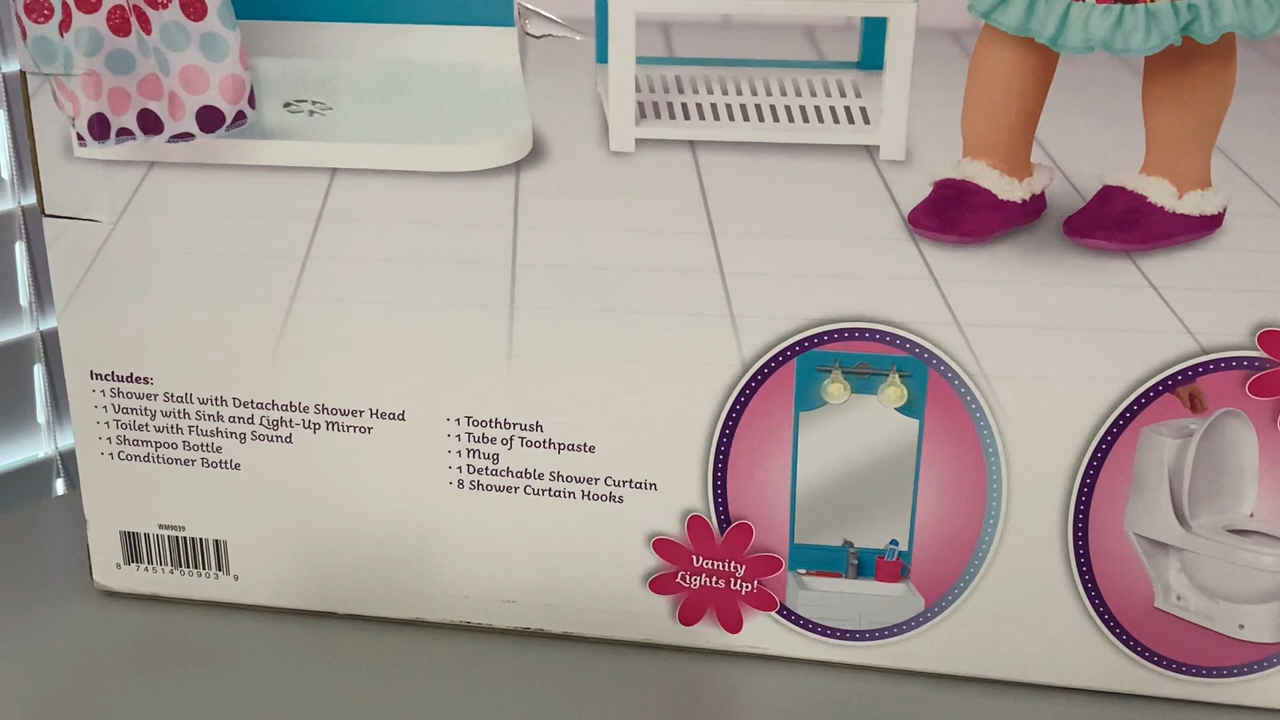 Includes:
• 1 Shower Stall with Detachable Shower Head
• 1 Vanity with Sink and Light-Up Mirror
• 1 Toilet with Flushing Sound
• 1 Shampoo Bottle
• 1 Conditioner Bottle
• 1 Toothbrush
• 1 Tube of Toothpaste
• 1 Mug
• 1 Detachable Shower Curtain
• 8 Shower Curtain Hooks
WM9039
8 74514 00903 9
Vanity
Lights Up!